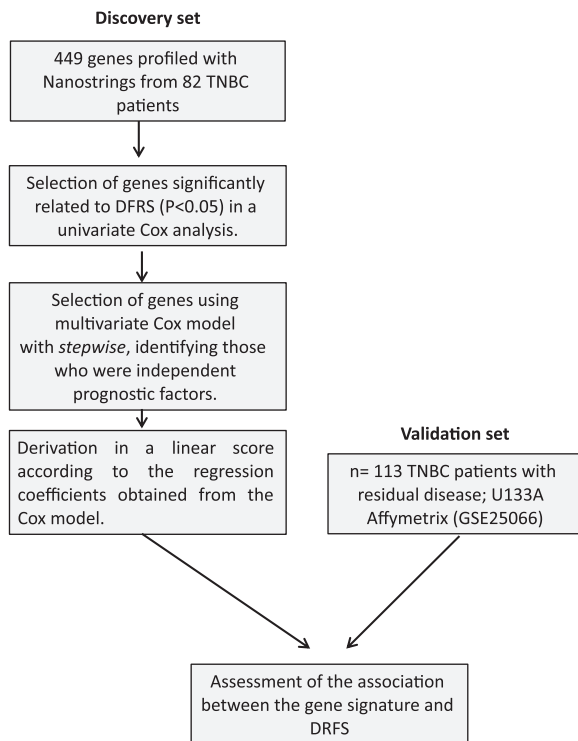 Discovery set
449 genes profiled with
Nanostrings from 82 TNBC
patients
Selection of genes significantly
related to DFRS (P<0.05) in a
univariate Cox analysis.
Selection of genes using
multivariate Cox model
with stepwise, identifying those
who were independent
prognostic factors.
Derivation in a linear score
according to the regression
coefficients obtained from the
Cox model.
Validation set
n= 113 TNBC patients with
residual disease; U133A
Affymetrix (GSE25066)
Assessment of the association
between the gene signature and
DRFS